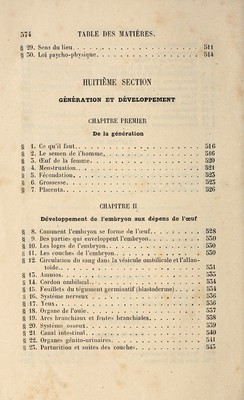 574 TABLE DES MATIÈRES.
§ 29. Sens du lieu. 511
§ 30. Loi psycho-physique. 514
HUITIÈME SECTION
GÉNÉRATION ET DÉVELOPPEMENT
CHAPITRE PREMIER
De la génération
§ 1. Ce qu'il faut. 516
§ 2. Le semen de l'homme. 516
§ 3. Œuf de la femme. 520
§ 4. Menstruation. 521
§ 5. Fécondation. 523
§ 6. Grossesse. 525
§ 7. Placenta. 526
CHAPITRE II
Développement de l'embryon aux dépens de l'œuf
§ 8. Comment l'embryon se forme de l'œuf. 528
§ 9. Des parties qui enveloppent l'embryon. 530
§ 10. Les loges de l'embryon. 530
§ 11. Les couches de l'embryon. 530
§ 12. Circulation du sang dans la vésicule ombilicale et l'allantoïde. 531
§ 13. Amnios. 533
§ 14. Cordon ombilical. 534
§ 15. Feuillets du tégument germinatif (blastoderme) 534
§ 16. Système nerveux 536
§ 17. Yeux. 536
§ 18. Organe de l'ouïe. 537
§ 19. Arcs branchiaux et fentes branchiales. 538
§ 20. Système osseux. 539
§ 21. Canal intestinal. 540
§ 22. Organes génito-urinaires. 541
§ 23. Parturition et suites des couches. 543